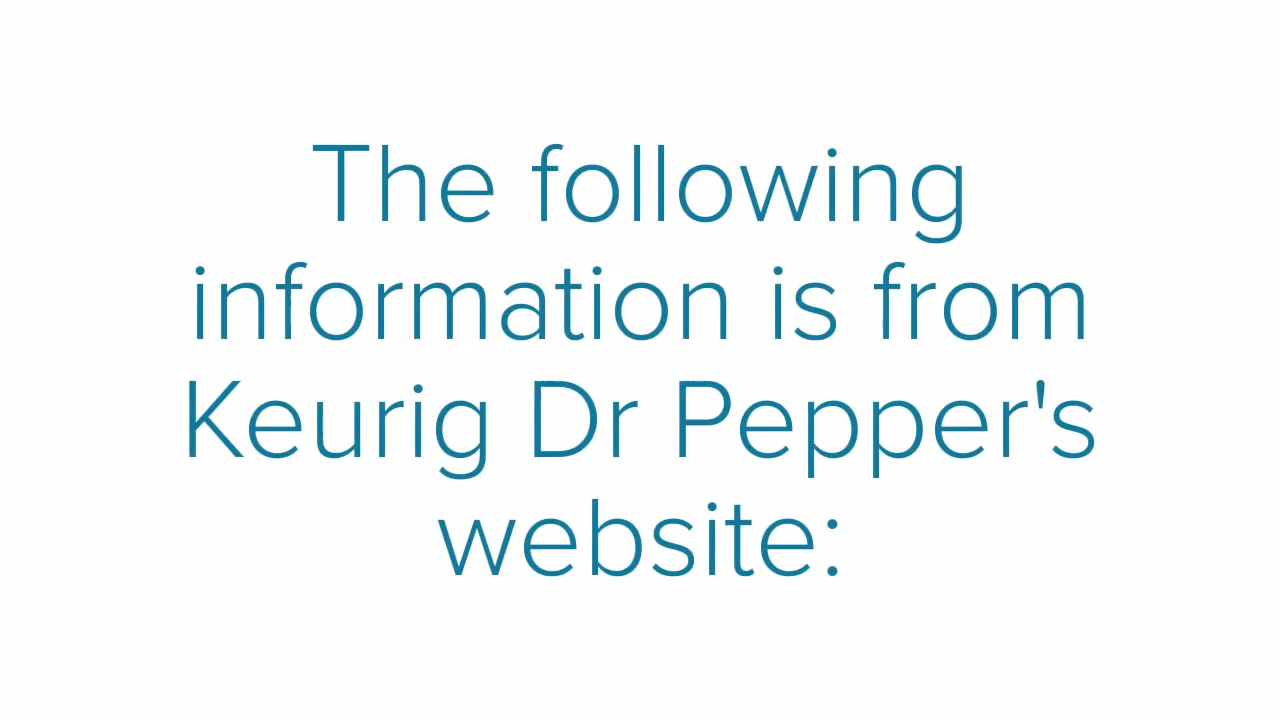 The following
information is from
Keurig Dr Pepper's
website: